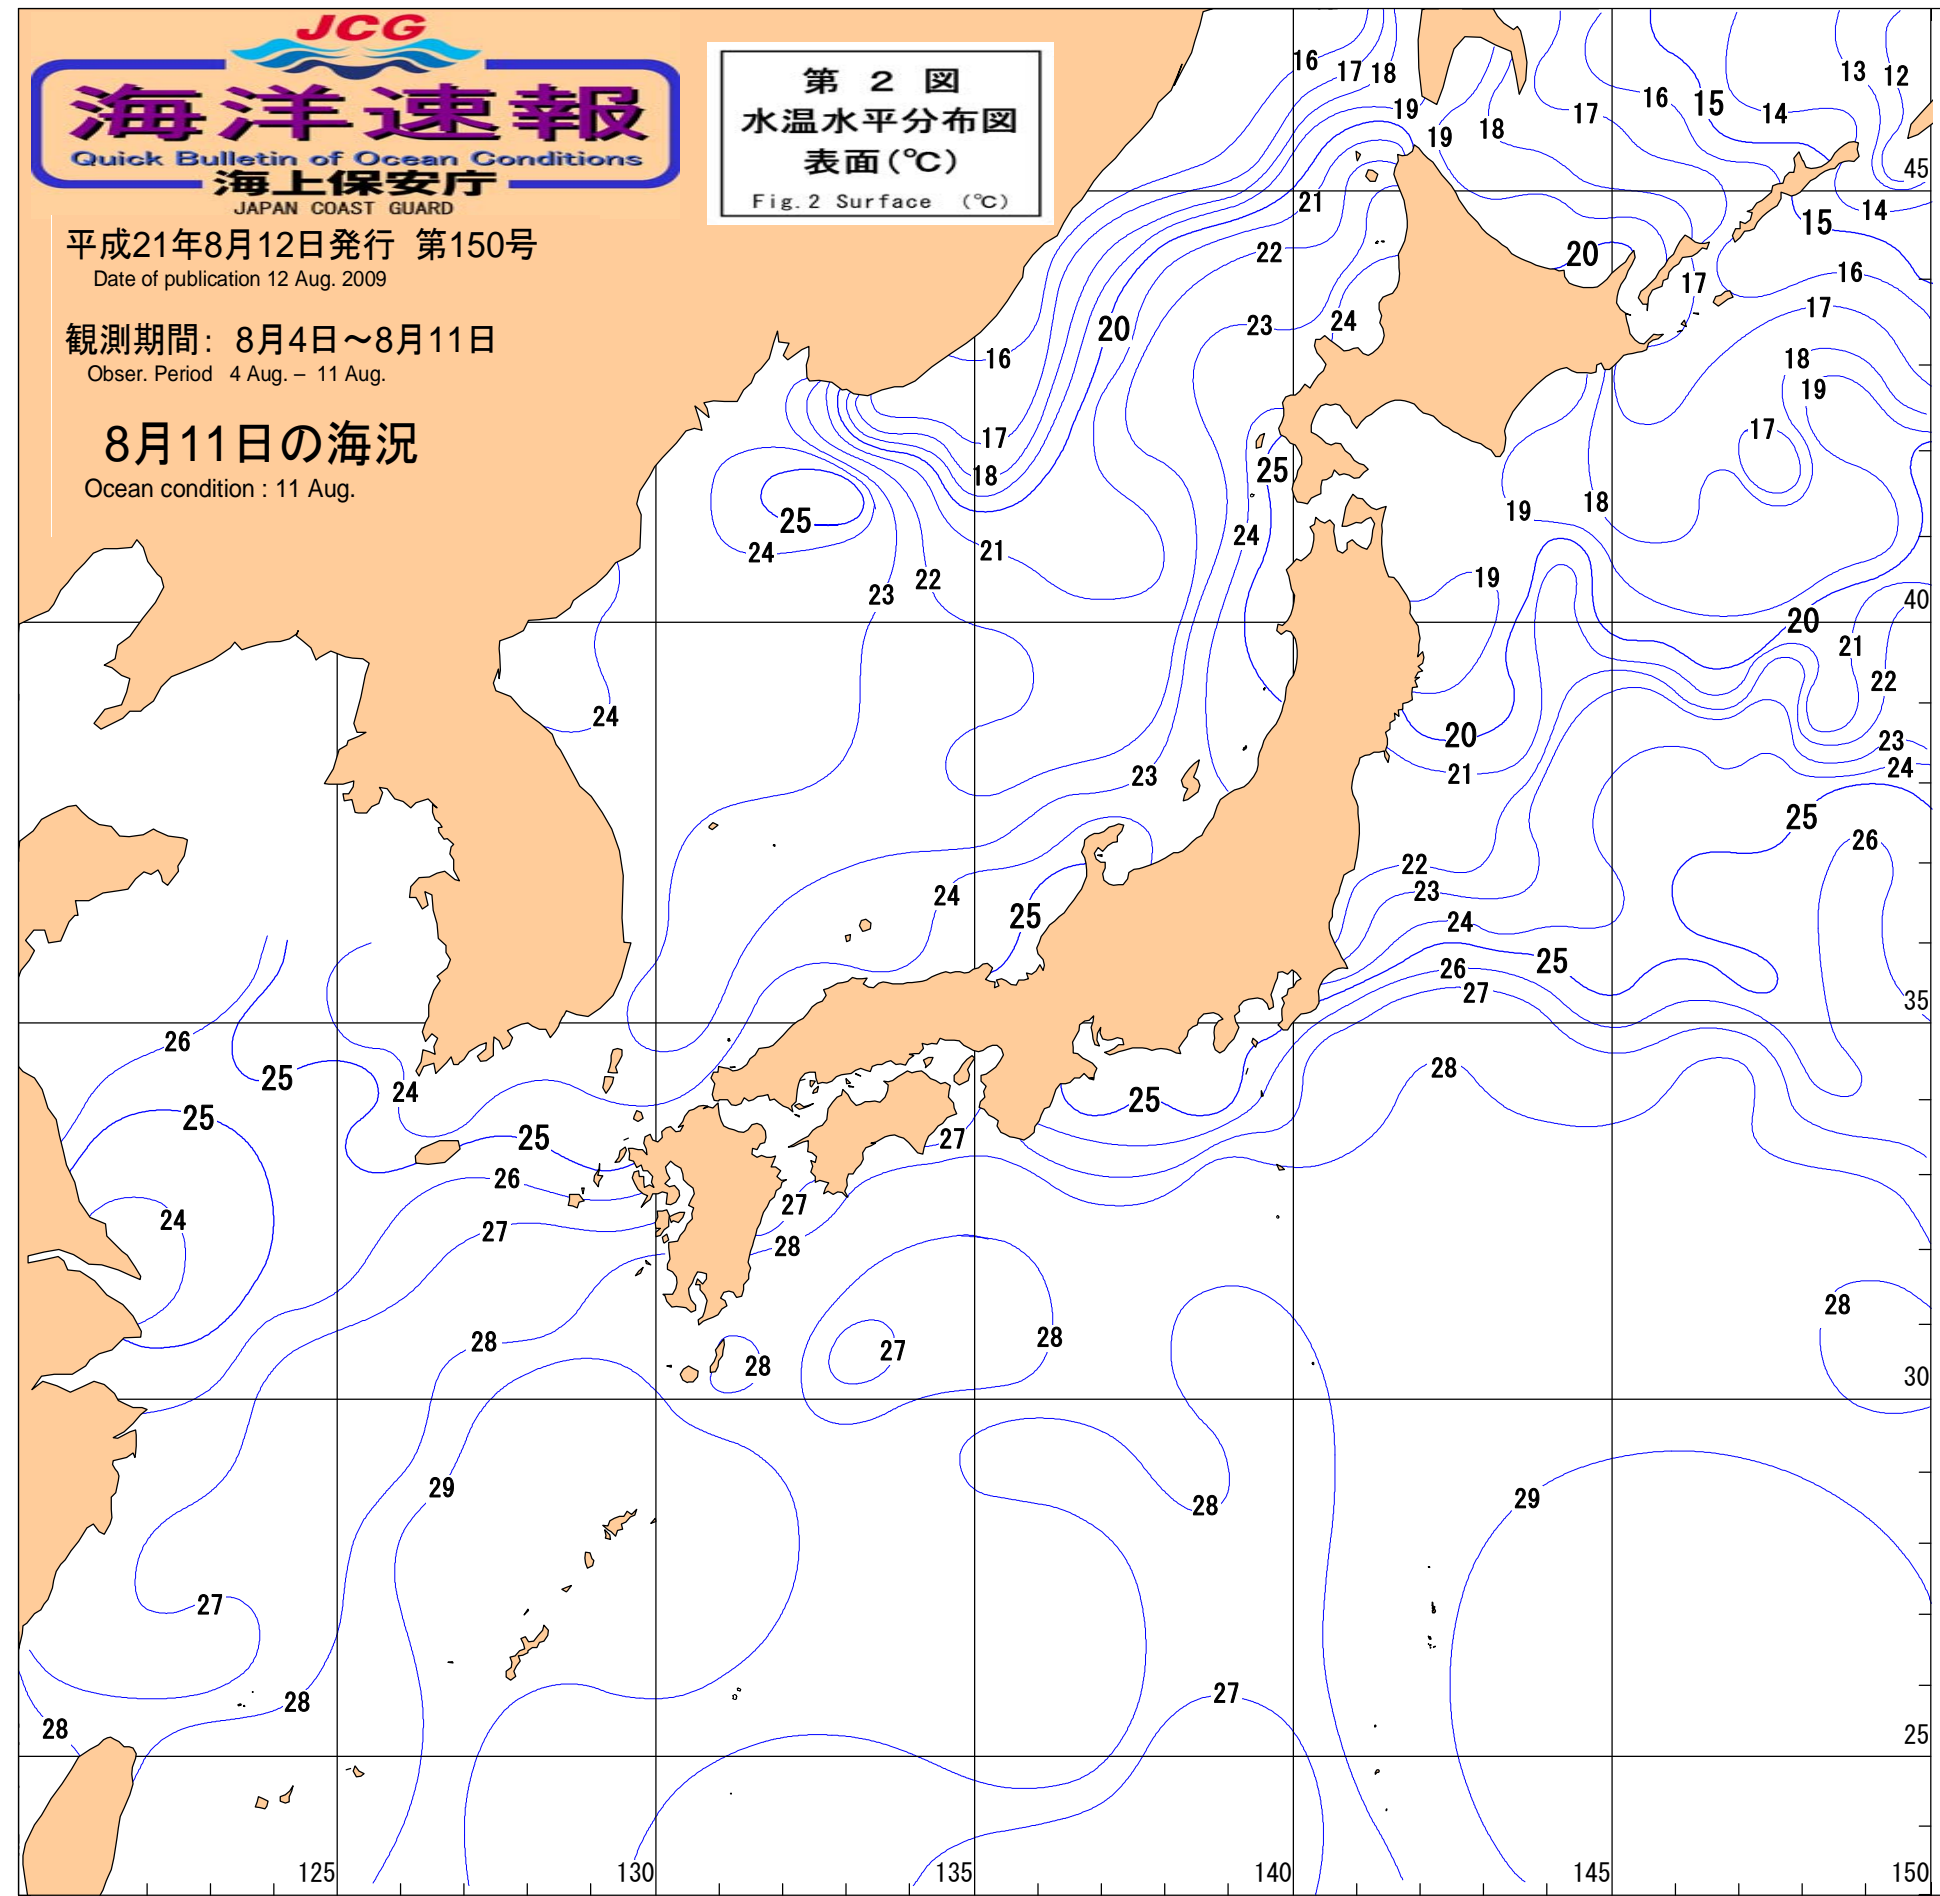 JCG
海洋速報
Quick Bulletin of Ocean Conditions
海上保安庁
JAPAN COAST GUARD
平成21年8月12日発行 第150号
Date of publication 12 Aug. 2009
観測期間: 8月4日～8月11日
Obser. Period 4 Aug. – 11 Aug.
8月11日の海況
Ocean condition : 11 Aug.
第 2 図
水温水平分布図
表面(℃)
Fig.2 Surface (℃)
16 17 18 19 19 18 17 16 15 14 13 12
45
21 15 14
22 20 17 16
20 23 24 17
16 18
19
17 17
18 25
25 24 19 18
24 21
23 22 19
40
20
21
24 22
20 23
23 21 24
25
26
24 22
23
25 24
25
26
27 35
26
25 24 28
25 25 25
27
26
24 27
27 28
28
28 28
27
28
30
29 28 29
27
28 27
28 25
125 130 135 140 145 150